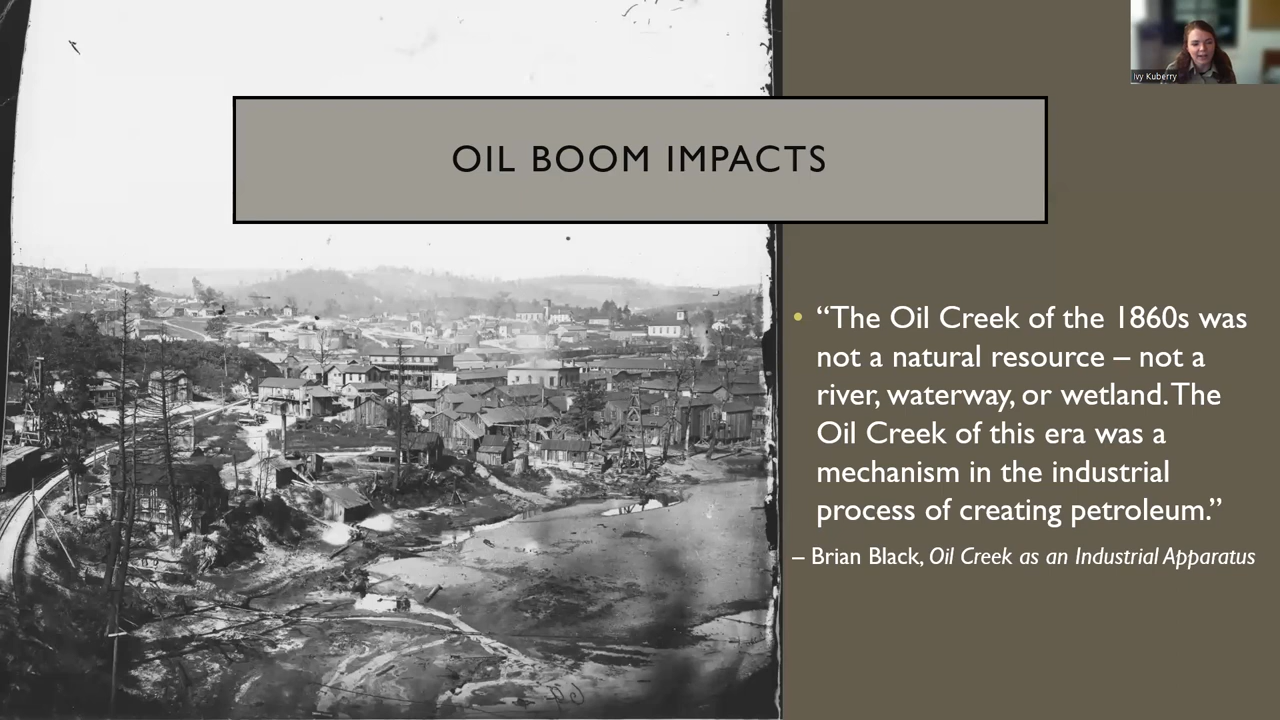 Ivy Kuberry
OIL BOOM IMPACTS
• “The Oil Creek of the 1860s was
not a natural resource – not a
river, waterway, or wetland. The
Oil Creek of this era was a
mechanism in the industrial
process of creating petroleum.”
– Brian Black, Oil Creek as an Industrial Apparatus